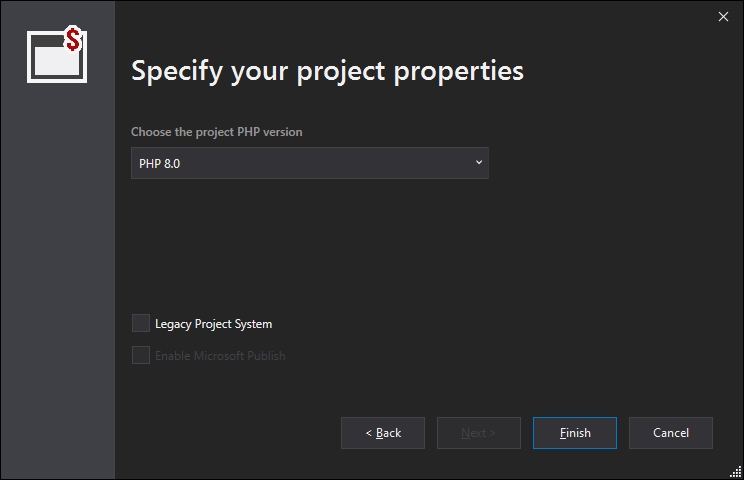 $
Specify your project properties
Choose the project PHP version
PHP 8.0
Legacy Project System
Enable Microsoft Publish
< Back
Next >
Finish
Cancel